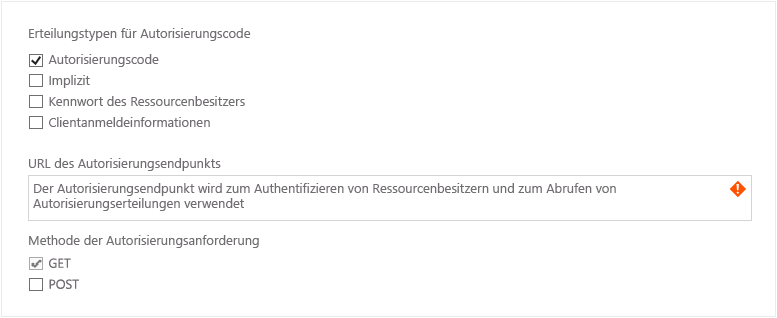 Erteilungstypen für Autorisierungscode
Autorisierungscode
Implizit
Kennwort des Ressourcenbesitzers
Clientanmeldeinformationen
URL des Autorisierungsendpunkts
Der Autorisierungsendpunkt wird zum Authentifizieren von Ressourcenbesitzern und zum Abrufen von
Autorisierungserteilungen verwendet
Methode der Autorisierungsanforderung
GET
POST